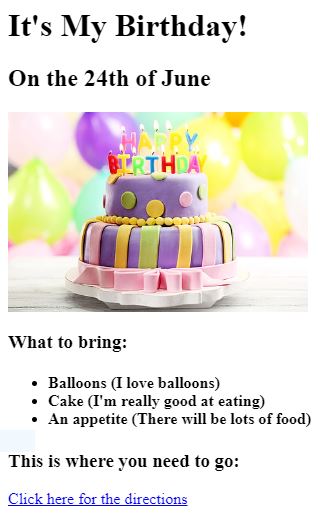 It's My Birthday!
On the 24th of June
HAPPY
BIRTHDAY
What to bring:
Balloons (I love balloons)
Cake (I'm really good at eating)
An appetite (There will be lots of food)
This is where you need to go:
Click here for the directions